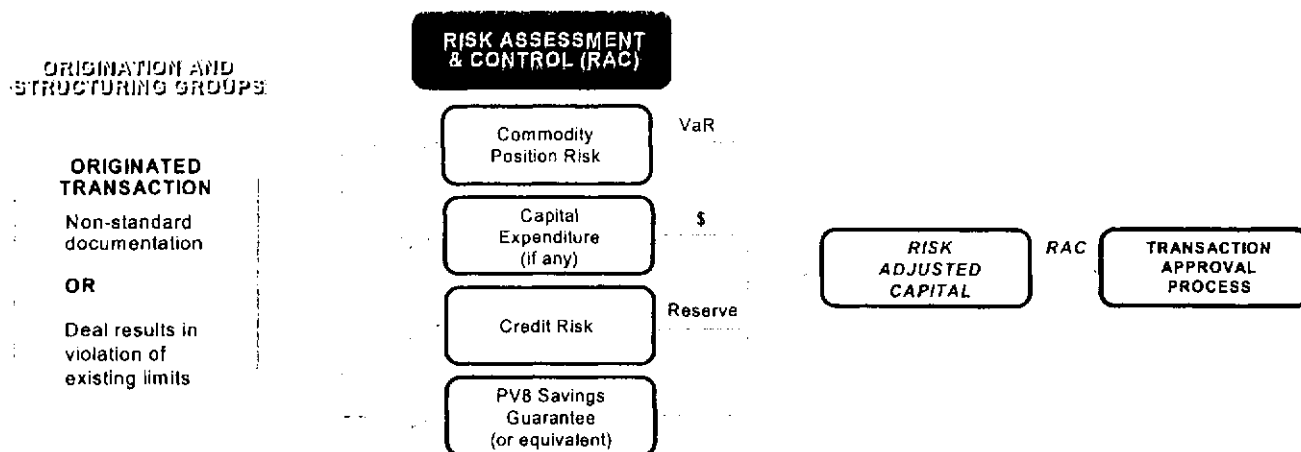 ORIGINATION AND
STRUCTURING GROUPS
ORIGINATED
TRANSACTION
Non-standard
documentation
OR
Deal results in
violation of
existing limits
RISK ASSESSMENT
& CONTROL (RAC)
Commodity
Position Risk
VaR
Capital
Expenditure
(if any)
$
Credit Risk
Reserve
PV8 Savings
Guarantee
(or equivalent)
RISK
ADJUSTED
CAPITAL
RAC
TRANSACTION
APPROVAL
PROCESS